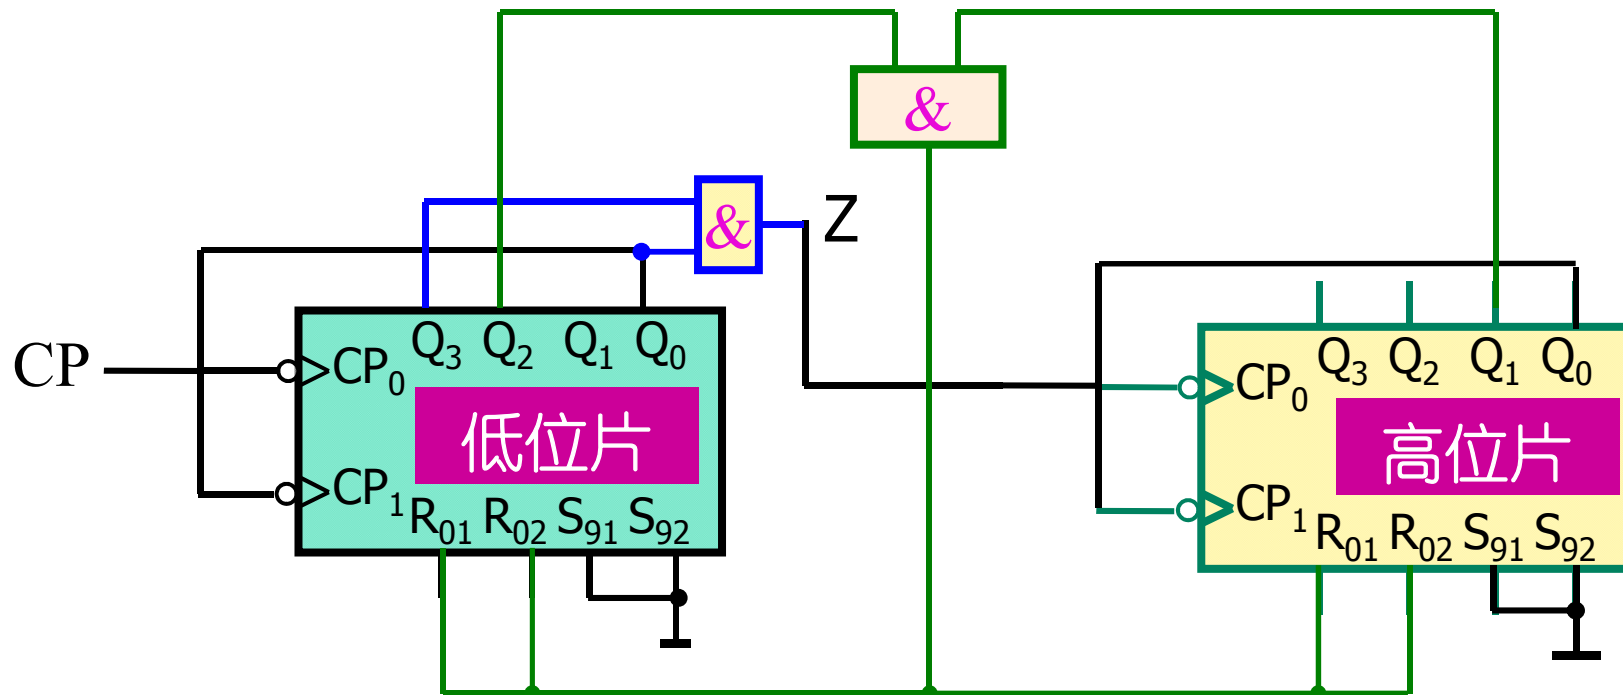 &
&
Z
CP
Q3 Q2 Q1 Q0
CP0
低位片
CP1
R01 R02 S91 S92
Q3 Q2 Q1 Q0
CP0
高位片
CP1
R01 R02 S91 S92